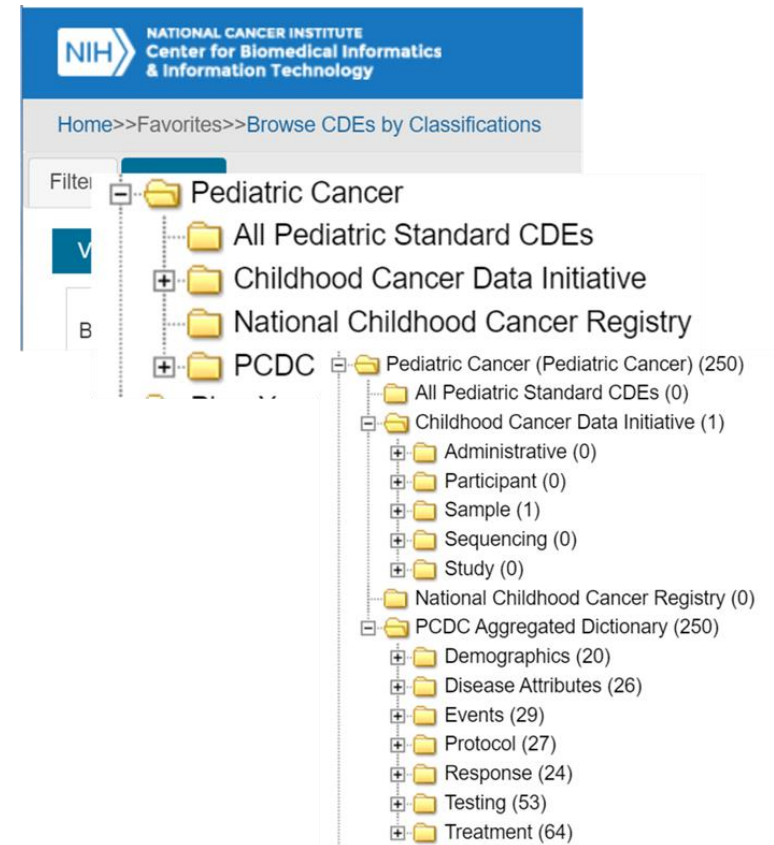 NIH
NATIONAL CANCER INSTITUTE
Center for Biomedical Informatics
& Information Technology
Home>>Favorites>>Browse CDEs by Classifications
Pediatric Cancer
All Pediatric Standard CDEs
Childhood Cancer Data Initiative
National Childhood Cancer Registry
PCDC
Pediatric Cancer (Pediatric Cancer) (250)
All Pediatric Standard CDEs (0)
Childhood Cancer Data Initiative (1)
Administrative (0)
Participant (0)
Sample (1)
Sequencing (0)
Study (0)
National Childhood Cancer Registry (0)
PCDC Aggregated Dictionary (250)
Demographics (20)
Disease Attributes (26)
Events (29)
Protocol (27)
Response (24)
Testing (53)
Treatment (64)